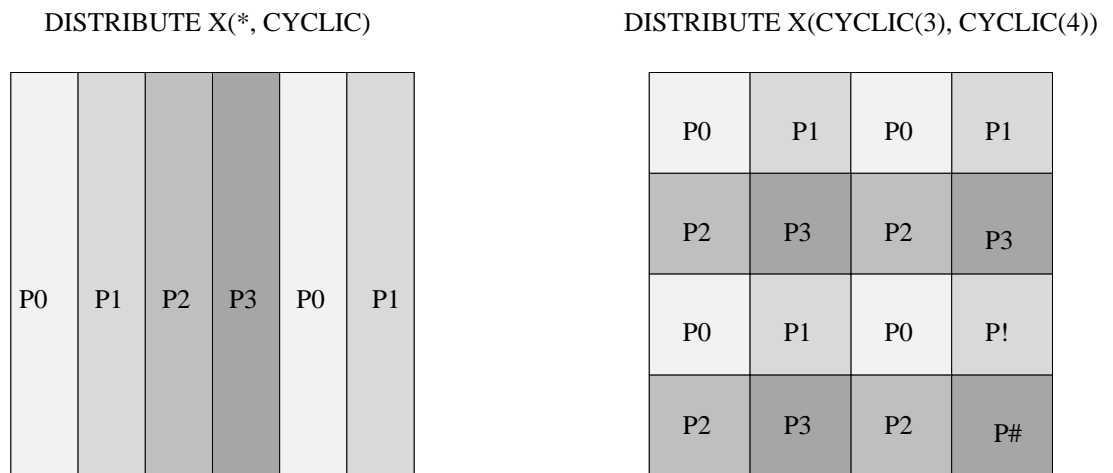 DISTRIBUTE X(*, CYCLIC)
P0 P1 P2 P3 P0 P1
DISTRIBUTE X(CYCLIC(3), CYCLIC(4))
P0 P1 P0 P1
P2 P3 P2 P3
P0 P1 P0 P!
P2 P3 P2 P#